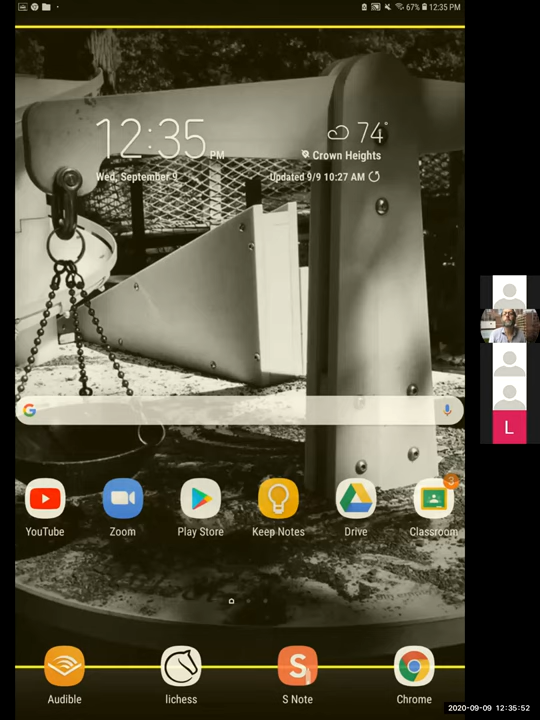 67% 12:35 PM
12:35 PM
74°
Crown Heights
Wed, September 9
Updated 9/9 10:27 AM
G
3
YouTube
Zoom
Play Store
Keep Notes
Drive
Classroom
L
S
Audible
lichess
S Note
Chrome
2020-09-09 12:35:52